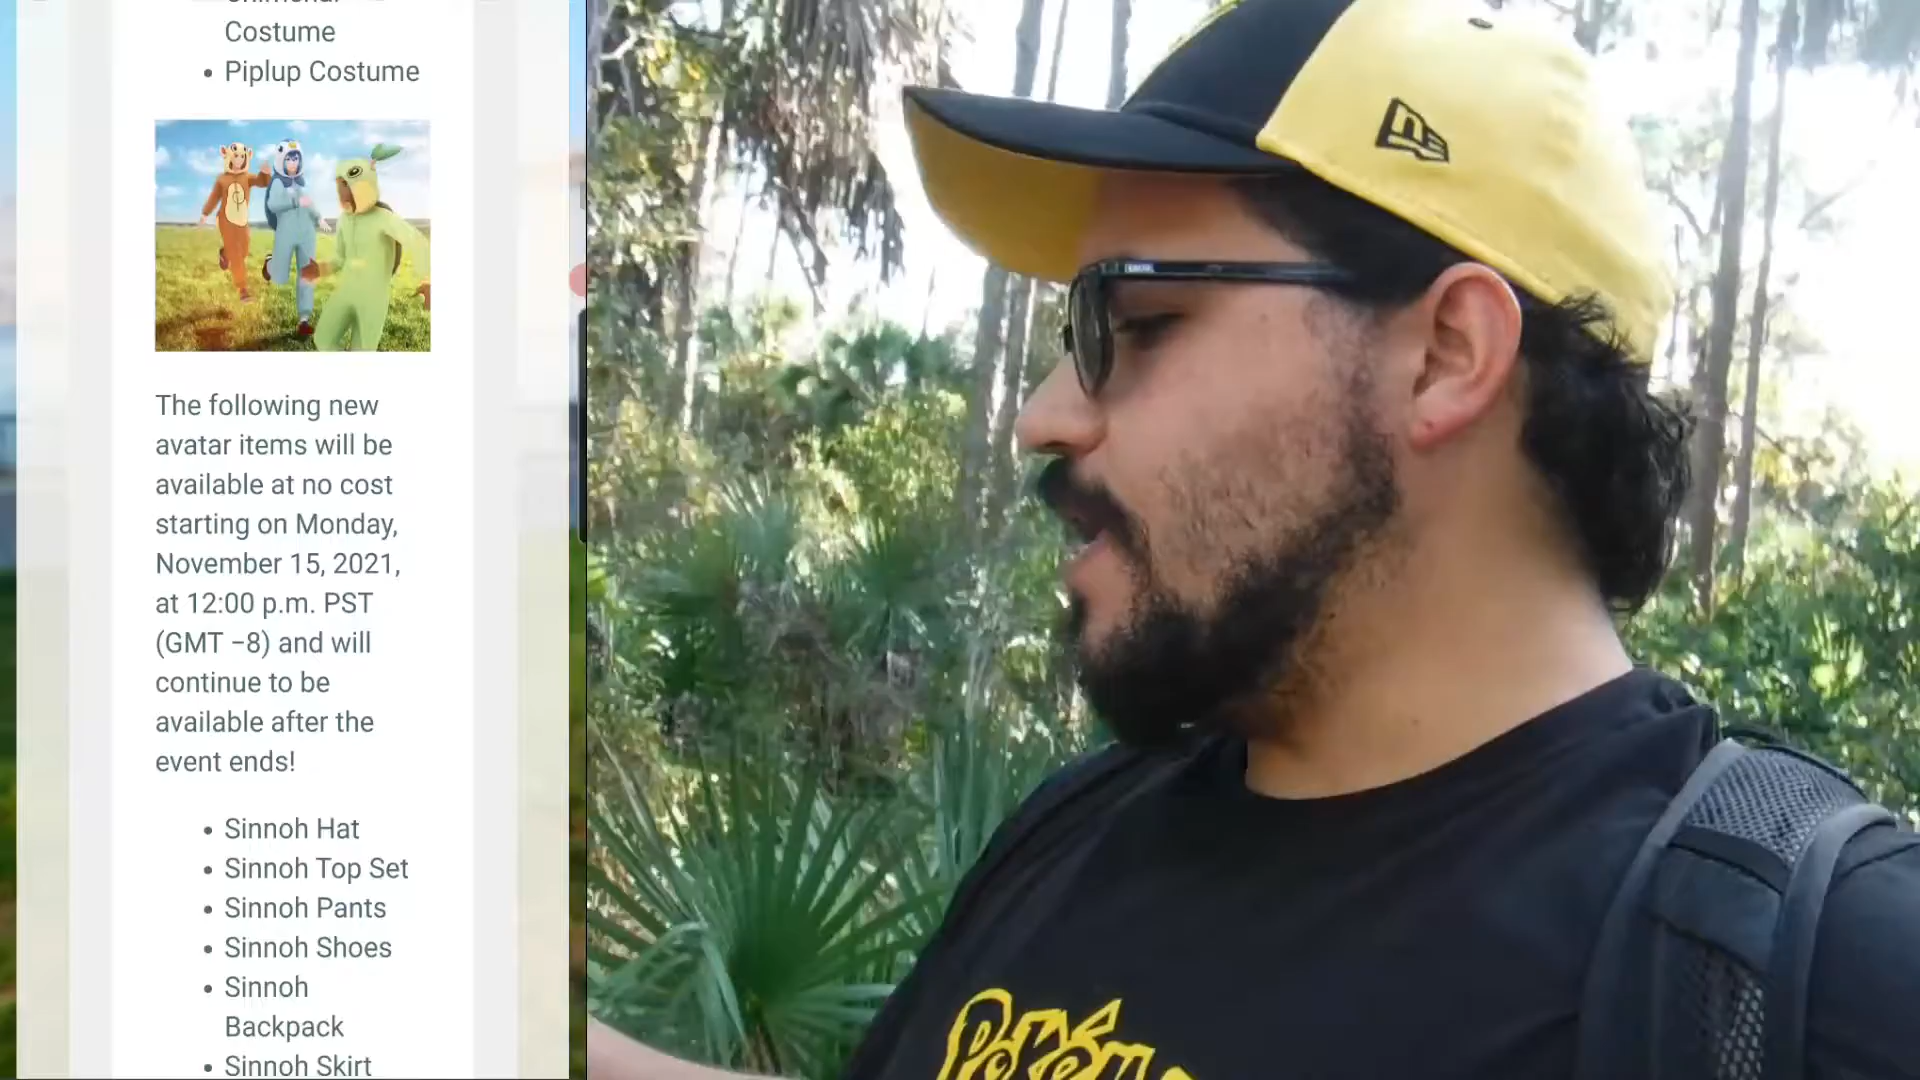 Costume
• Piplup Costume
The following new
avatar items will be
available at no cost
starting on Monday,
November 15, 2021,
at 12:00 p.m. PST
(GMT −8) and will
continue to be
available after the
event ends!
• Sinnoh Hat
• Sinnoh Top Set
• Sinnoh Pants
• Sinnoh Shoes
• Sinnoh
Backpack
• Sinnoh Skirt